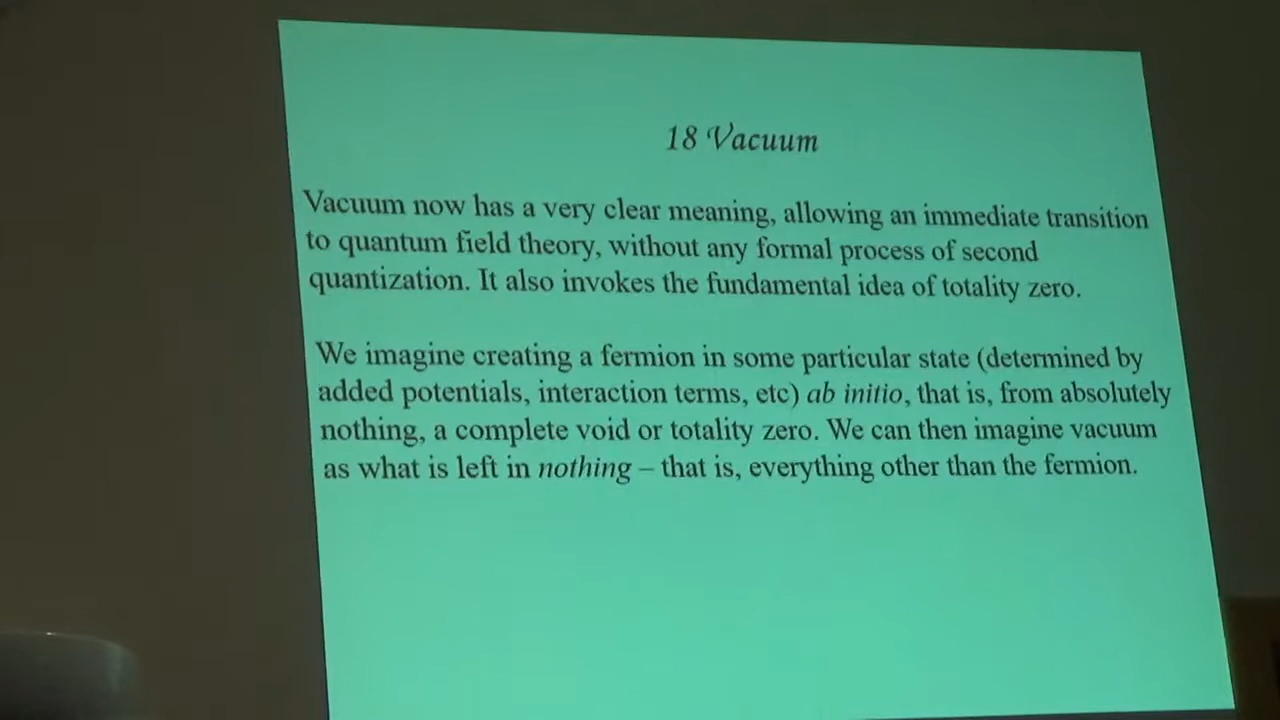 18 Vacuum
Vacuum now has a very clear meaning, allowing an immediate transition
to quantum field theory, without any formal process of second
quantization. It also invokes the fundamental idea of totality zero.
We imagine creating a fermion in some particular state (determined by
added potentials, interaction terms, etc) ab initio, that is, from absolutely
nothing, a complete void or totality zero. We can then imagine vacuum
as what is left in nothing – that is, everything other than the fermion.